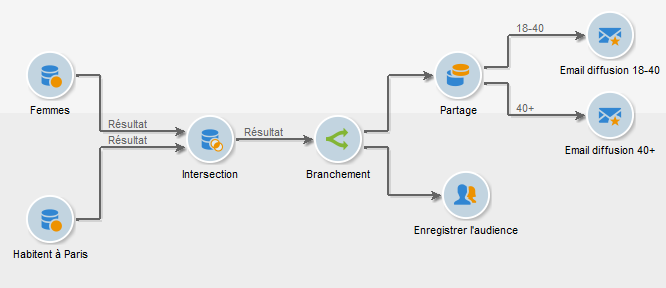 18-40
Email diffusion 18-40
Femmes
Partage
40+
Résultat
Résultat
Résultat
Email diffusion 40+
Intersection
Branchement
Enregistrer l'audience
Habitent à Paris